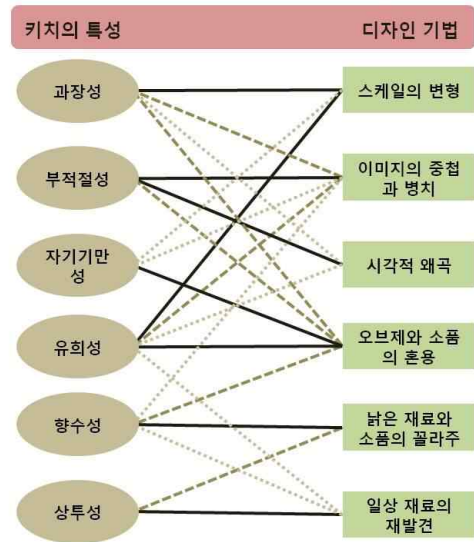 키치의 특성
디자인 기법
과장성
스케일의 변형
부적절성
이미지의 중첩
과 병치
자기기만
성
시각적 왜곡
유희성
오브제와 소품
의 혼용
향수성
낡은 재료와
소품의 꼴라주
상투성
일상 재료의
재발견